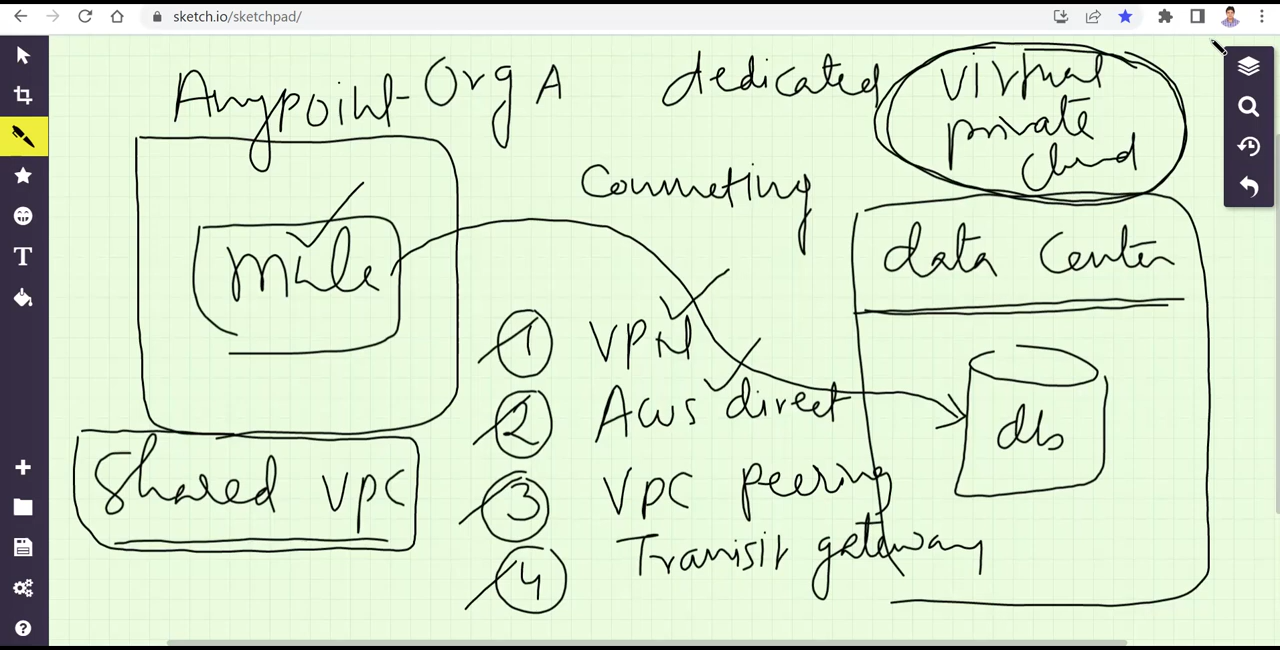 sketch.io/sketchpad/
Anypoint-Org A
dedicated
virtual
private
cloud
Conneting
mule
data Center
1 VPN
2 Aws direct
db
Shared VPC
3 VPC peering
4 Transit gateway
T
?